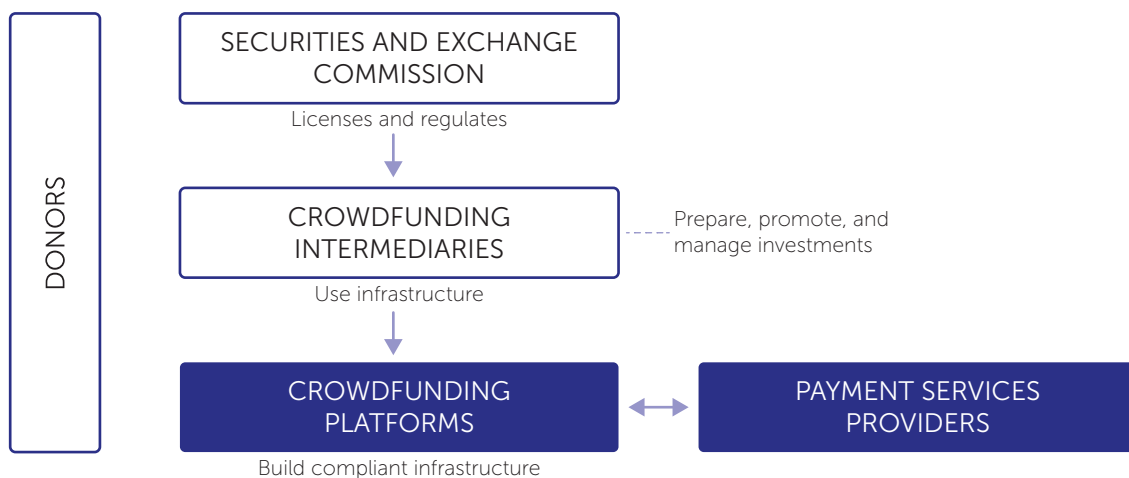 SECURITIES AND EXCHANGE
COMMISSION
Licenses and regulates
DONORS
CROWDFUNDING
INTERMEDIARIES
Prepare, promote, and
manage investments
Use infrastructure
CROWDFUNDING
PLATFORMS
PAYMENT SERVICES
PROVIDERS
Build compliant infrastructure